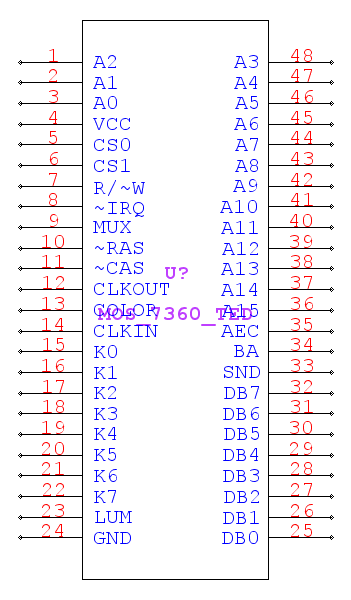 1 A2 A3 48
2 A1 A4 47
3 A0 A5 46
4 VCC A6 45
5 CS0 A7 44
6 CS1 A8 43
7 R/~W A9 42
8 ~IRQ A10 41
9 MUX A11 40
10 ~RAS A12 39
11 ~CAS A13 38
U?
12 CLKOUT A14 37
13 COLOR A15 36
MOS_7360_TED
14 CLKIN AEC 35
15 K0 BA 34
16 K1 SND 33
17 K2 DB7 32
18 K3 DB6 31
19 K4 DB5 30
20 K5 DB4 29
21 K6 DB3 28
22 K7 DB2 27
23 LUM DB1 26
24 GND DB0 25